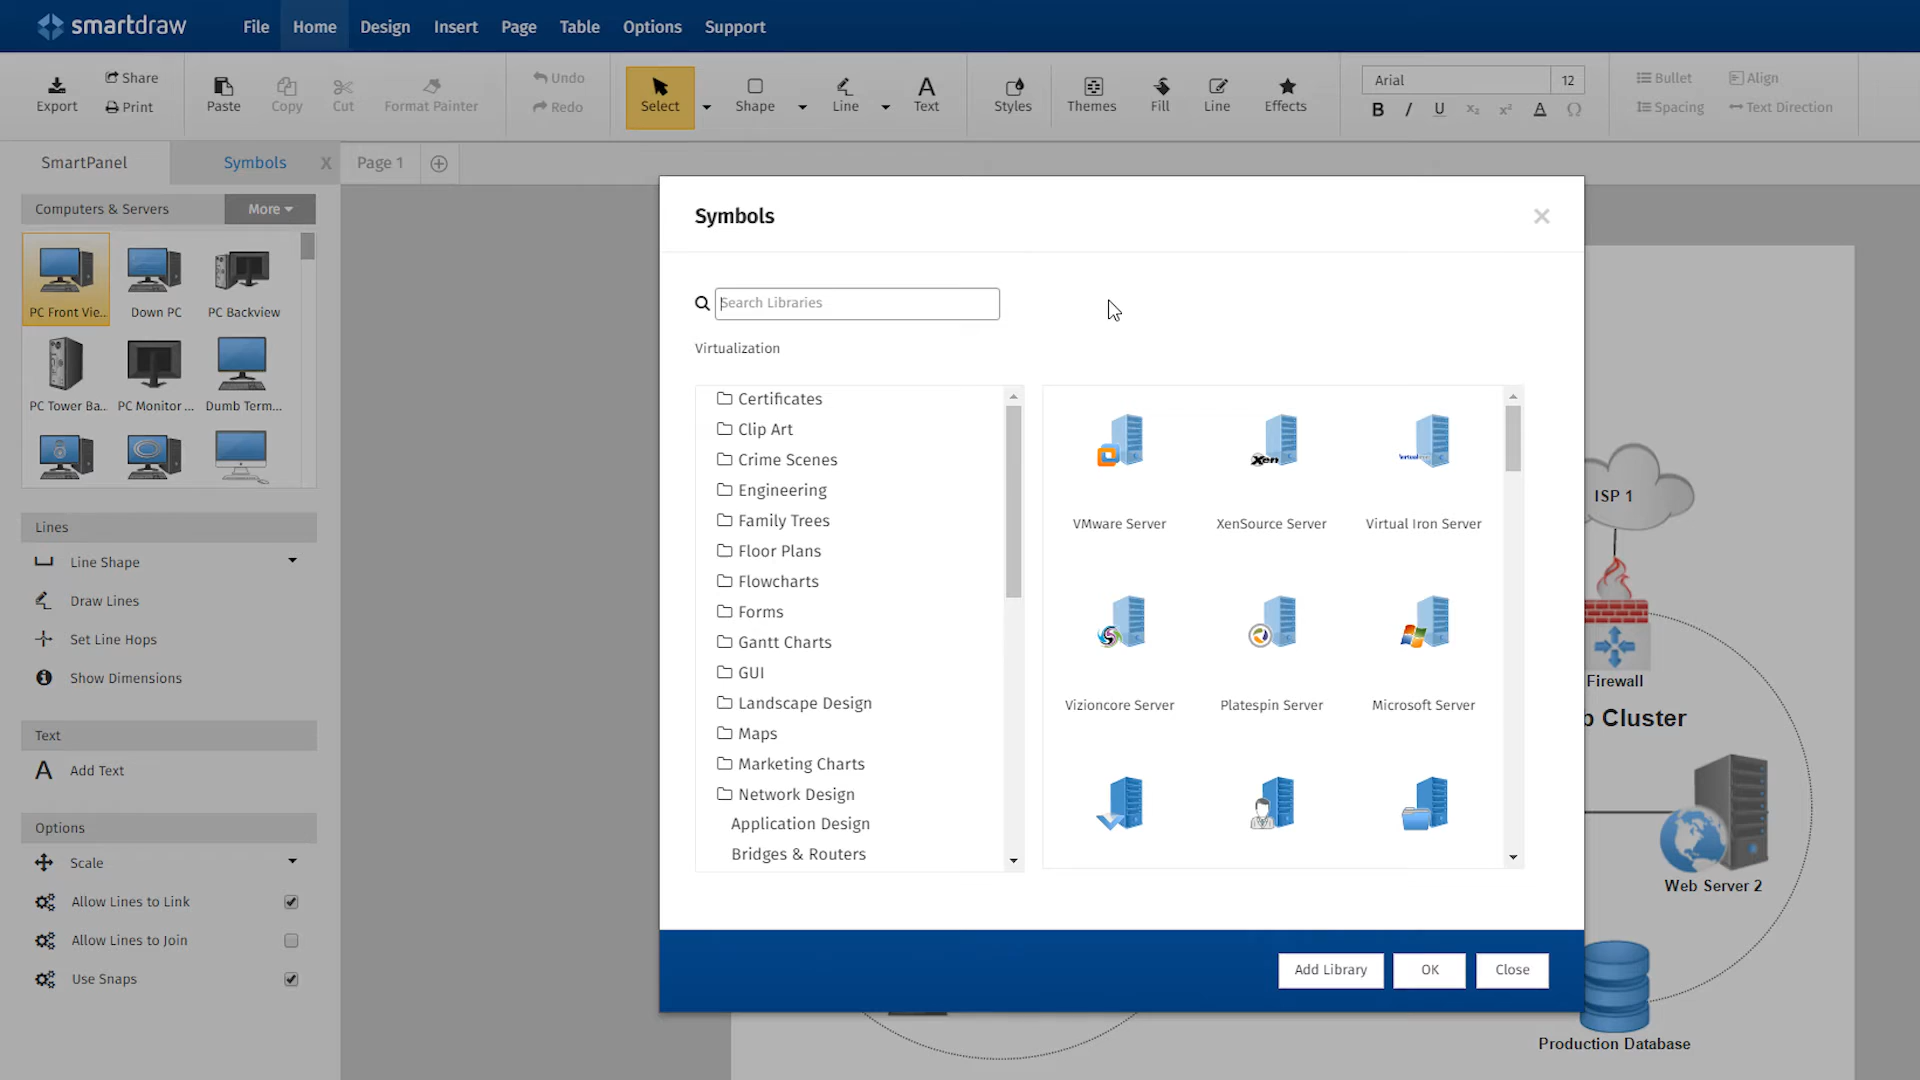 smartdraw
File Home Design Insert Page Table Options Support
Export
Share
Print
Paste
Copy
Cut
Format Painter
Undo
Redo
Select
Shape
Line
Text
Styles
Themes
Fill
Line
Effects
Arial 12
B I U x₂ x² A Ω
Bullet
Align
Spacing
Text Direction
SmartPanel
Symbols X
Page 1
Computers & Servers
More
PC Front Vie...
Down PC
PC Backview
PC Tower Ba...
PC Monitor ...
Dumb Term...
Lines
Line Shape
Draw Lines
Set Line Hops
Show Dimensions
Text
A Add Text
Options
Scale
Allow Lines to Link
Allow Lines to Join
Use Snaps
Symbols
Search Libraries
Virtualization
Certificates
Clip Art
Crime Scenes
Engineering
Family Trees
Floor Plans
Flowcharts
Forms
Gantt Charts
GUI
Landscape Design
Maps
Marketing Charts
Network Design
Application Design
Bridges & Routers
Xen
VMware Server
XenSource Server
Virtual Iron Server
Vizioncore Server
Platespin Server
Microsoft Server
Add Library
OK
Close
ISP 1
Firewall
b Cluster
Web Server 2
Production Database